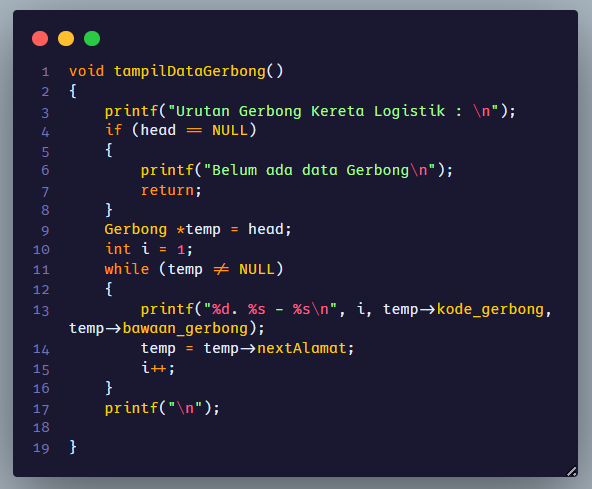 1 void tampilDataGerbong()
2 {
3     printf("Urutan Gerbong Kereta Logistik : \n");
4     if (head == NULL)
5     {
6         printf("Belum ada data Gerbong\n");
7         return;
8     }
9     Gerbong *temp = head;
10     int i = 1;
11     while (temp != NULL)
12     {
13         printf("%d. %s - %s\n", i, temp->kode_gerbong,
temp->bawaan_gerbong);
14         temp = temp->nextAlamat;
15         i++;
16     }
17     printf("\n");
18
19 }